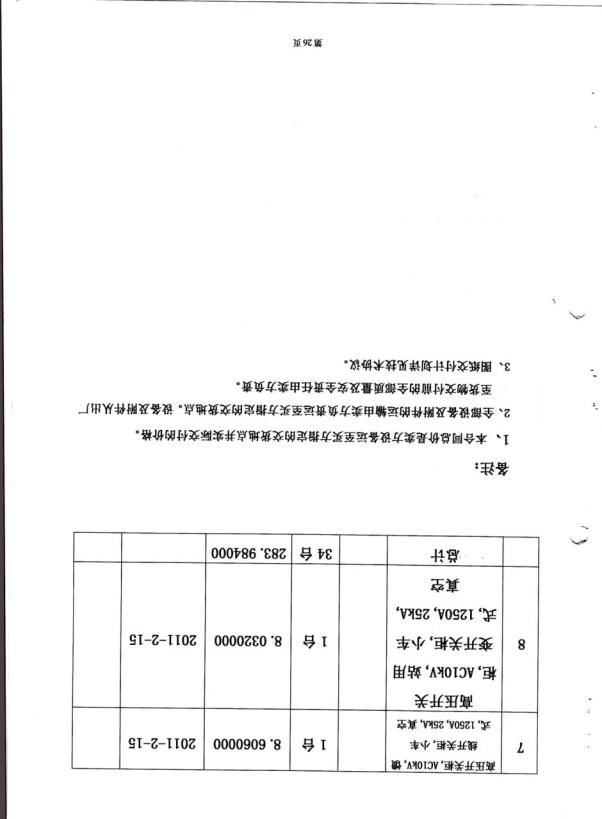 7
高压开关柜, AC10kV, 馈
线开关柜, 小车
式, 1250A, 25kA, 真空
1 台
8. 6060000
2011-2-15
8
高压开关
柜, AC10kV, 站用
变开关柜, 小车
式, 1250A, 25kA,
真空
1 台
8. 0320000
2011-2-15
总计
34 台
283. 984000
备注:
1、本合同总价是卖方设备运至买方指定的交货地点并实际交付的价格。
2、全部设备及附件的运输由卖方负责运至买方指定的交货地点。设备及附件从出厂
至货物交付前的全部质量及安全责任由卖方负责。
3、图纸交付计划详见技术协议。
第 26 页